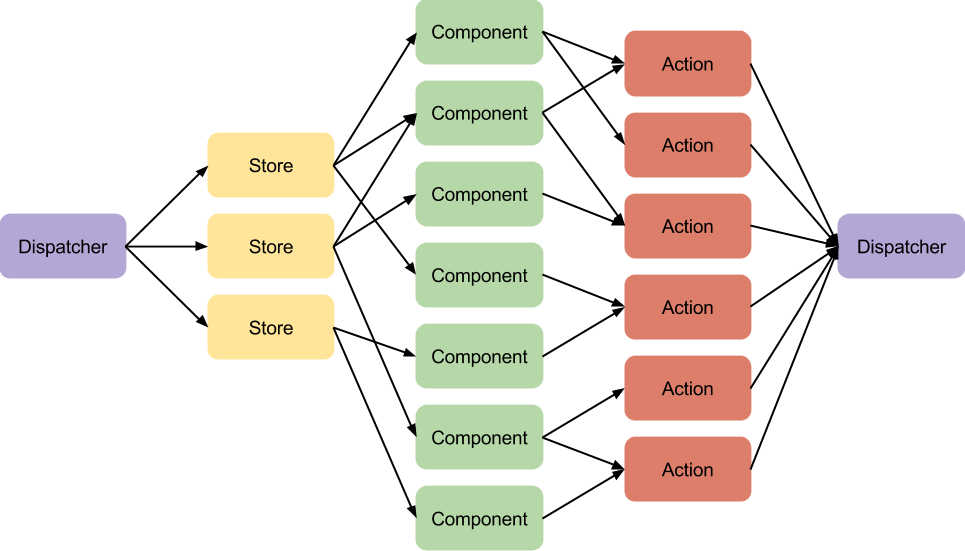 Dispatcher
Store
Store
Store
Component
Component
Component
Component
Component
Component
Component
Action
Action
Action
Action
Action
Action
Dispatcher